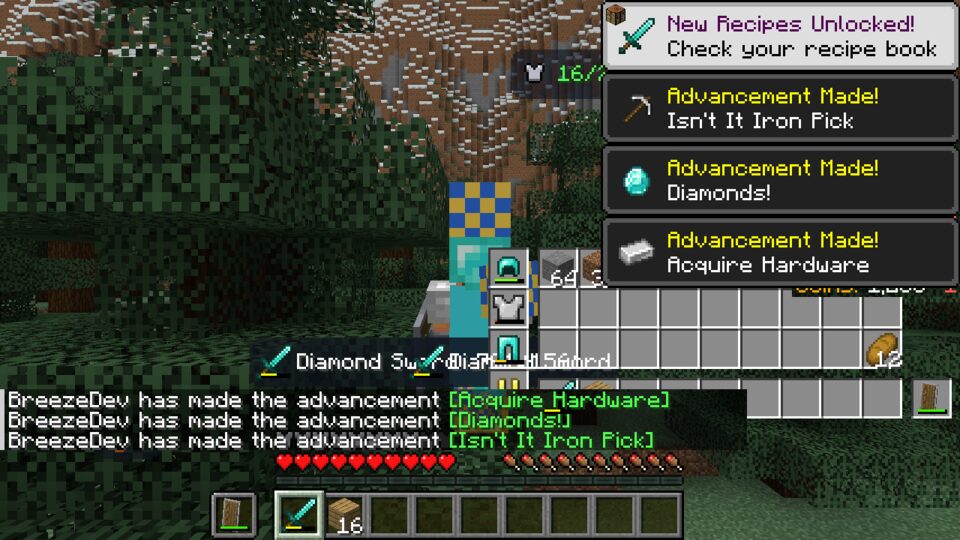 New Recipes Unlocked!
Check your recipe book
16/?
Advancement Made!
Isn't It Iron Pick
Advancement Made!
Diamonds!
Advancement Made!
Acquire Hardware
64
12
Diamond
BreezeDev has made the advancement [Acquire Hardware]
BreezeDev has made the advancement [Diamonds!]
BreezeDev has made the advancement [Isn't It Iron Pick]
16